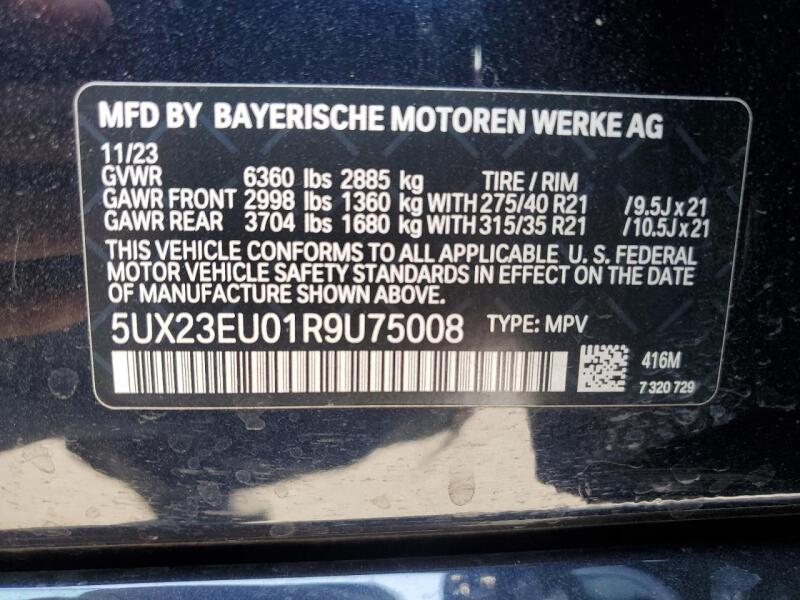 MFD BY BAYERISCHE MOTOREN WERKE AG
11/23
GVWR 6360 lbs 2885 kg TIRE / RIM
GAWR FRONT 2998 lbs 1360 kg WITH 275/40 R21 /9.5J x 21
GAWR REAR 3704 lbs 1680 kg WITH 315/35 R21 /10.5J x 21
THIS VEHICLE CONFORMS TO ALL APPLICABLE U. S. FEDERAL
MOTOR VEHICLE SAFETY STANDARDS IN EFFECT ON THE DATE
OF MANUFACTURE SHOWN ABOVE.
5UX23EU01R9U75008 TYPE: MPV
416M
7 320 729